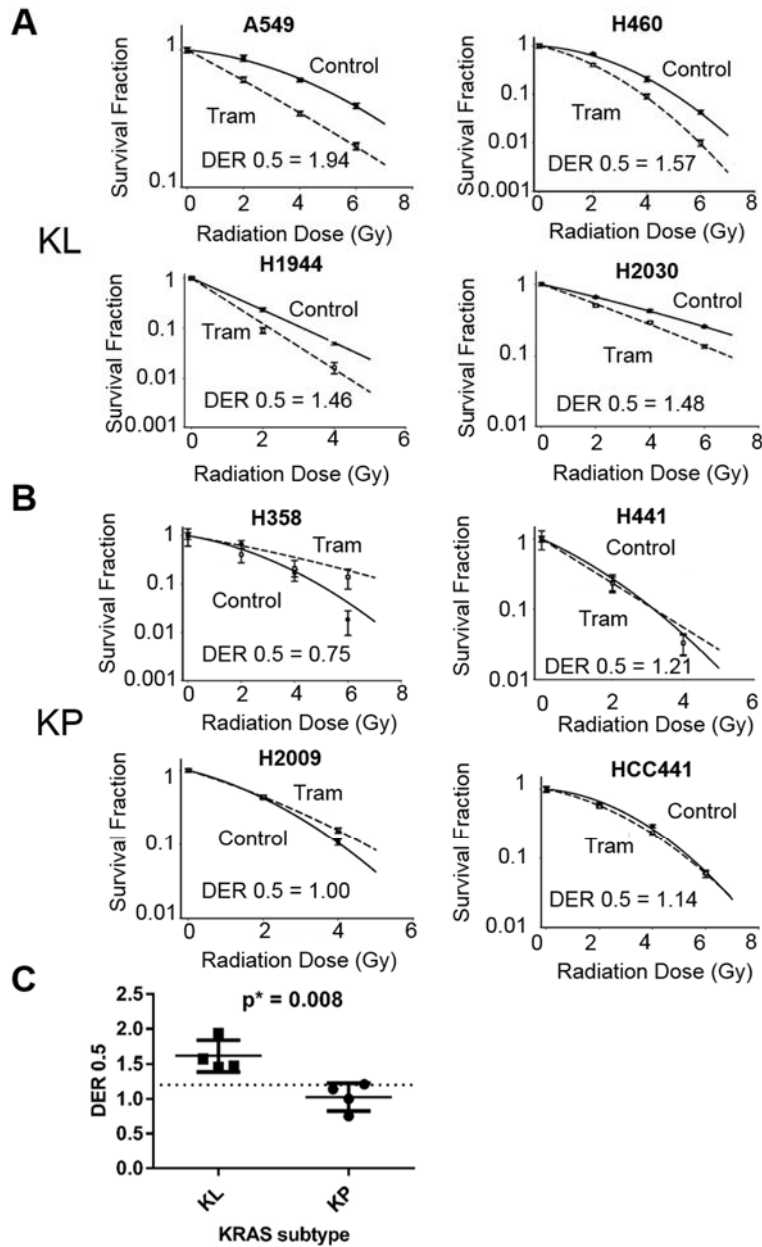 A
A549
Survival Fraction
1
0.1
Control
Tram
DER 0.5 = 1.94
0 2 4 6 8
Radiation Dose (Gy)
H460
Survival Fraction
1
0.1
0.01
0.001
Control
Tram
DER 0.5 = 1.57
0 2 4 6 8
Radiation Dose (Gy)
KL
H1944
Survival Fraction
1
0.1
0.01
0.001
Control
Tram
DER 0.5 = 1.46
0 2 4 6
Radiation Dose (Gy)
H2030
Survival Fraction
1
0.1
0.01
Control
Tram
DER 0.5 = 1.48
0 2 4 6 8
Radiation Dose (Gy)
B
H358
Survival Fraction
1
0.1
0.01
0.001
Tram
Control
DER 0.5 = 0.75
0 2 4 6 8
Radiation Dose (Gy)
H441
Survival Fraction
1
0.1
0.01
Control
Tram
DER 0.5 = 1.21
0 2 4 6
Radiation Dose (Gy)
KP
H2009
Survival Fraction
1
0.1
0.01
Tram
Control
DER 0.5 = 1.00
0 2 4 6
Radiation Dose (Gy)
HCC441
Survival Fraction
1
0.1
0.01
Control
Tram
DER 0.5 = 1.14
0 2 4 6 8
Radiation Dose (Gy)
C
p* = 0.008
DER 0.5
2.5
2.0
1.5
1.0
0.5
0.0
KL
KP
KRAS subtype